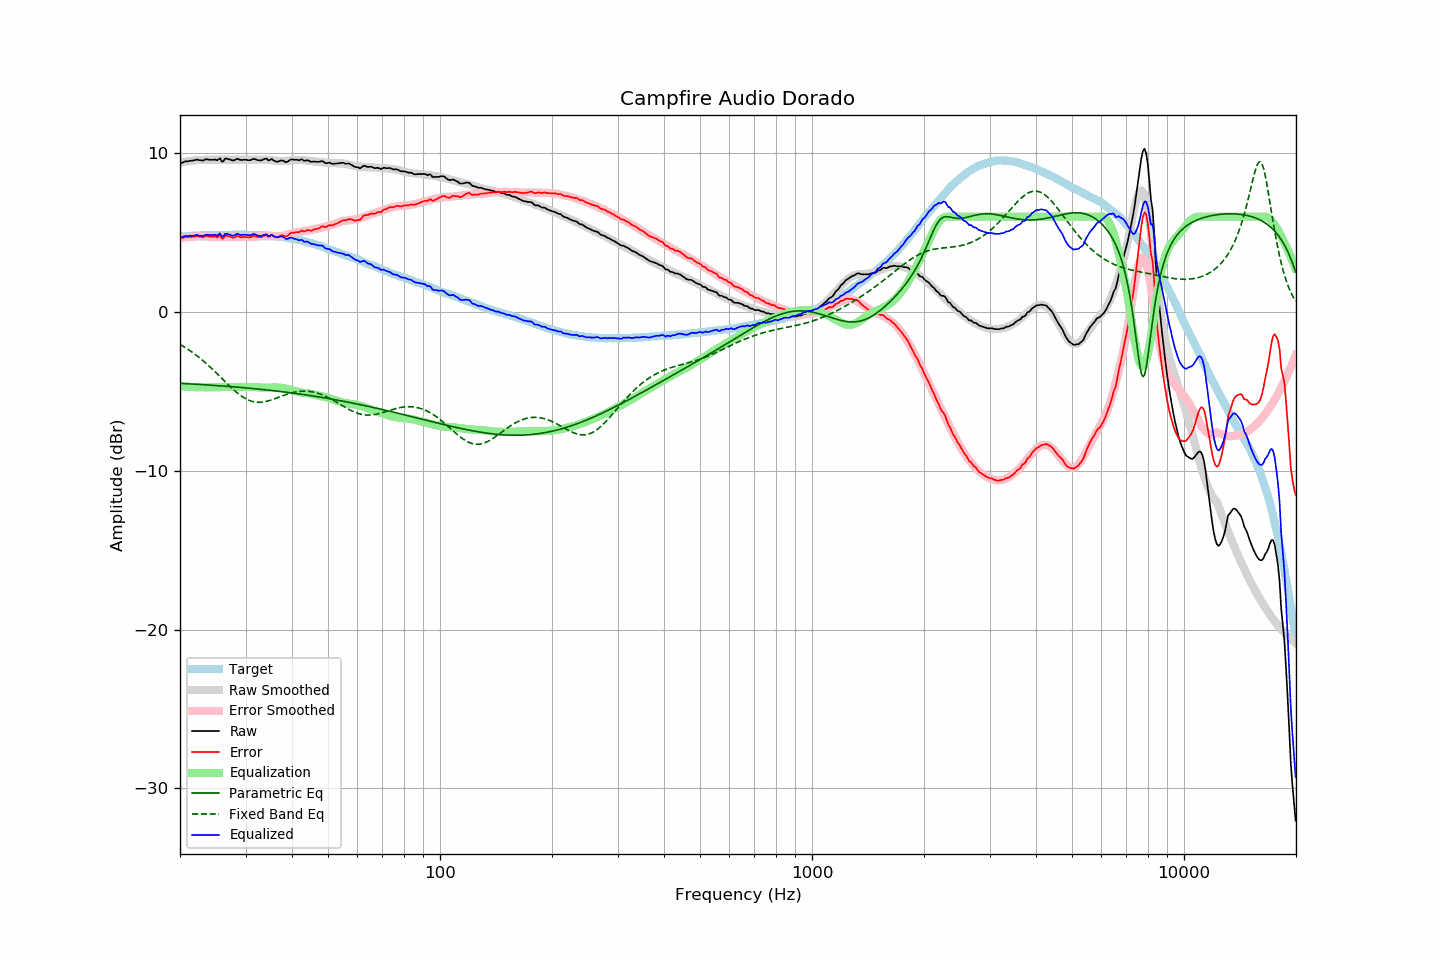 Campfire Audio Dorado
10
0
−10
−20
−30
Amplitude (dBr)
100
1000
10000
Frequency (Hz)
Target
Raw Smoothed
Error Smoothed
Raw
Error
Equalization
Parametric Eq
Fixed Band Eq
Equalized